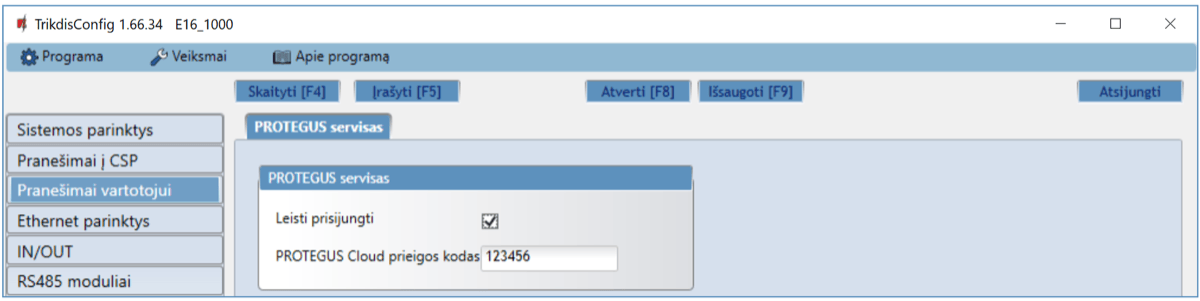 TrikdisConfig 1.66.34 E16_1000
Programa Veiksmai Apie programą
Skaityti [F4] Įrašyti [F5] Atverti [F8] Išsaugoti [F9] Atsijungti
Sistemos parinktys
Pranešimai į CSP
Pranešimai vartotojui
Ethernet parinktys
IN/OUT
RS485 moduliai
PROTEGUS servisas
PROTEGUS servisas
Leisti prisijungti
PROTEGUS Cloud prieigos kodas 123456